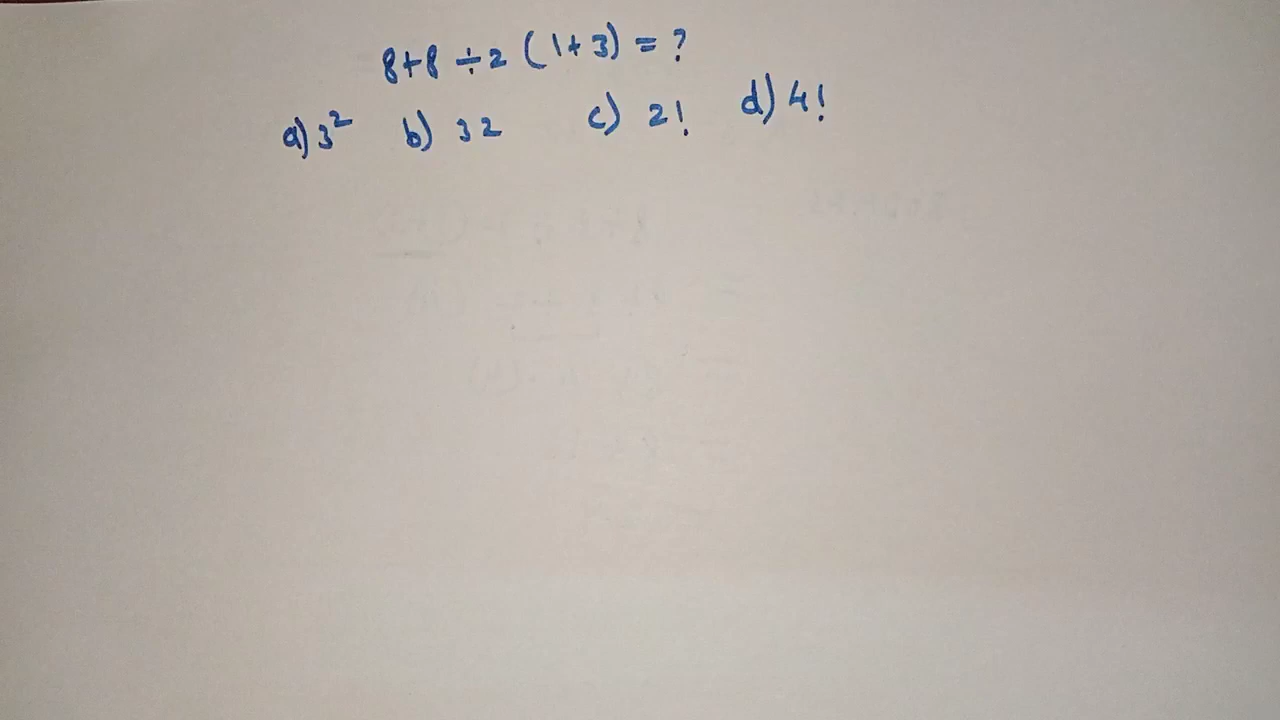 8+8 ÷2 (1+3) = ?
a) 3² b) 32 c) 2! d) 4!